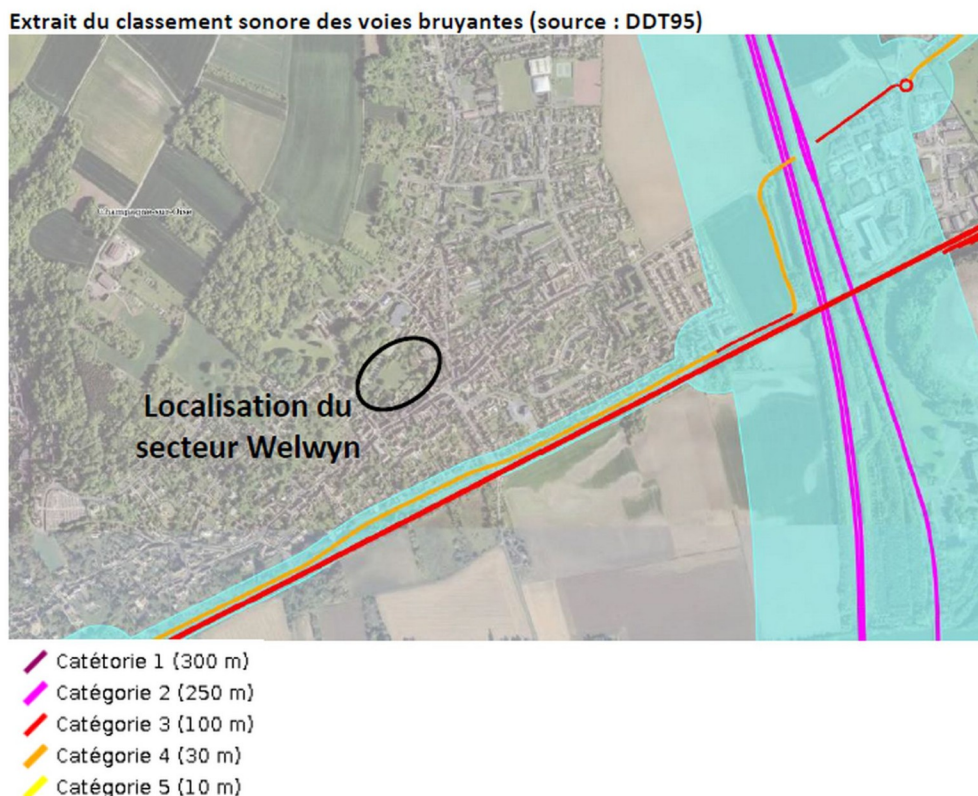 Extrait du classement sonore des voies bruyantes (source : DDT95)
Champagne-sur-Oise
Localisation du
secteur Welwyn
Catétorie 1 (300 m)
Catégorie 2 (250 m)
Catégorie 3 (100 m)
Catégorie 4 (30 m)
Catégorie 5 (10 m)